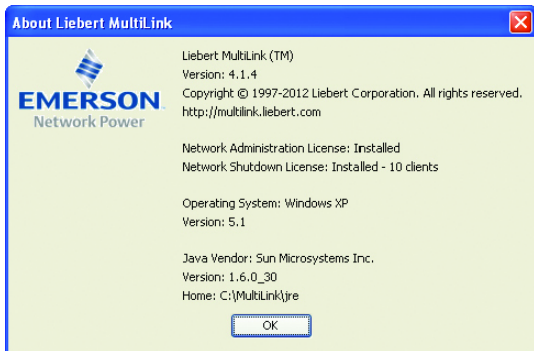 About Liebert MultiLink
EMERSON
Network Power
Liebert MultiLink (TM)
Version: 4.1.4
Copyright © 1997-2012 Liebert Corporation. All rights reserved.
http://multilink.liebert.com
Network Administration License: Installed
Network Shutdown License: Installed - 10 clients
Operating System: Windows XP
Version: 5.1
Java Vendor: Sun Microsystems Inc.
Version: 1.6.0_30
Home: C:\MultiLink\jre
OK